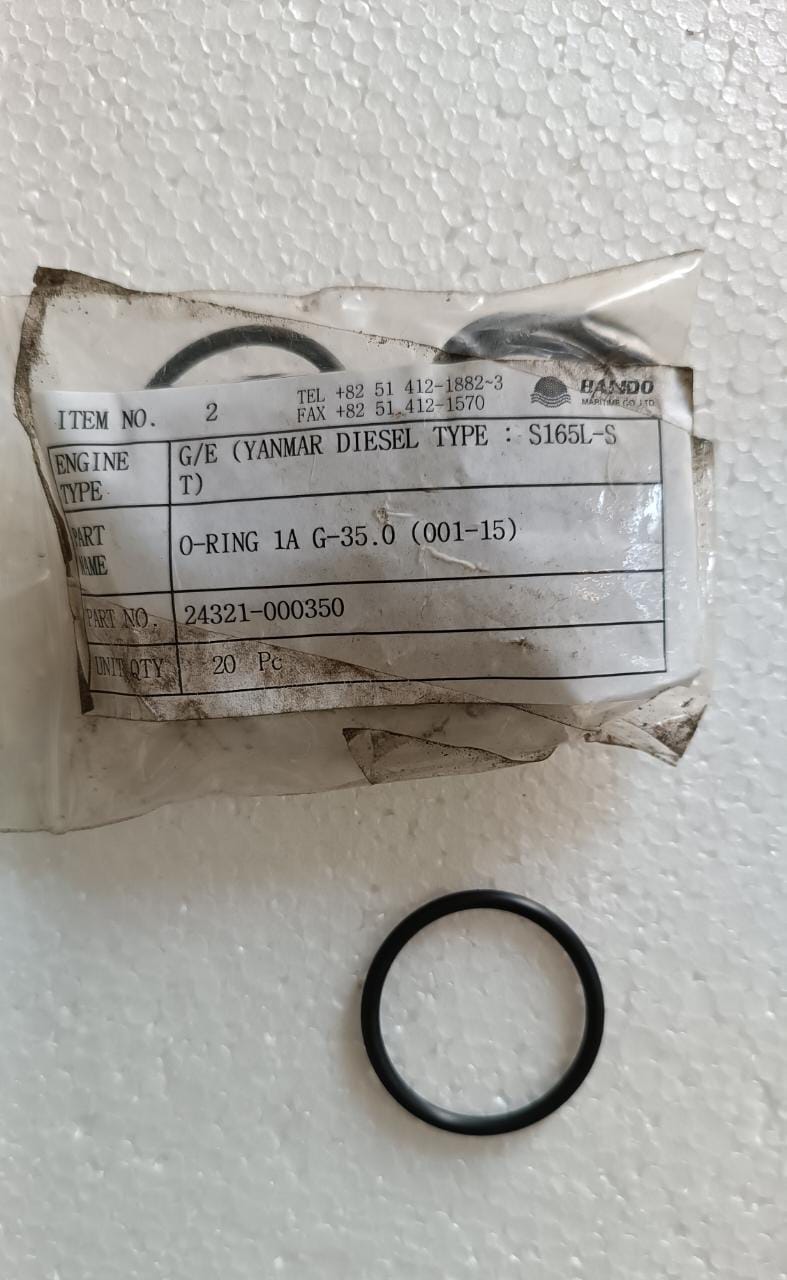 ITEM NO. 2 TEL +82 51 412-1882~3
FAX +82 51 412-1570
BANDO
MARITIME CO.,LTD
ENGINE TYPE G/E (YANMAR DIESEL TYPE : S165L-S
T)
PART NAME O-RING 1A G-35.0 (001-15)
PART NO. 24321-000350
UNIT QTY 20 Pc